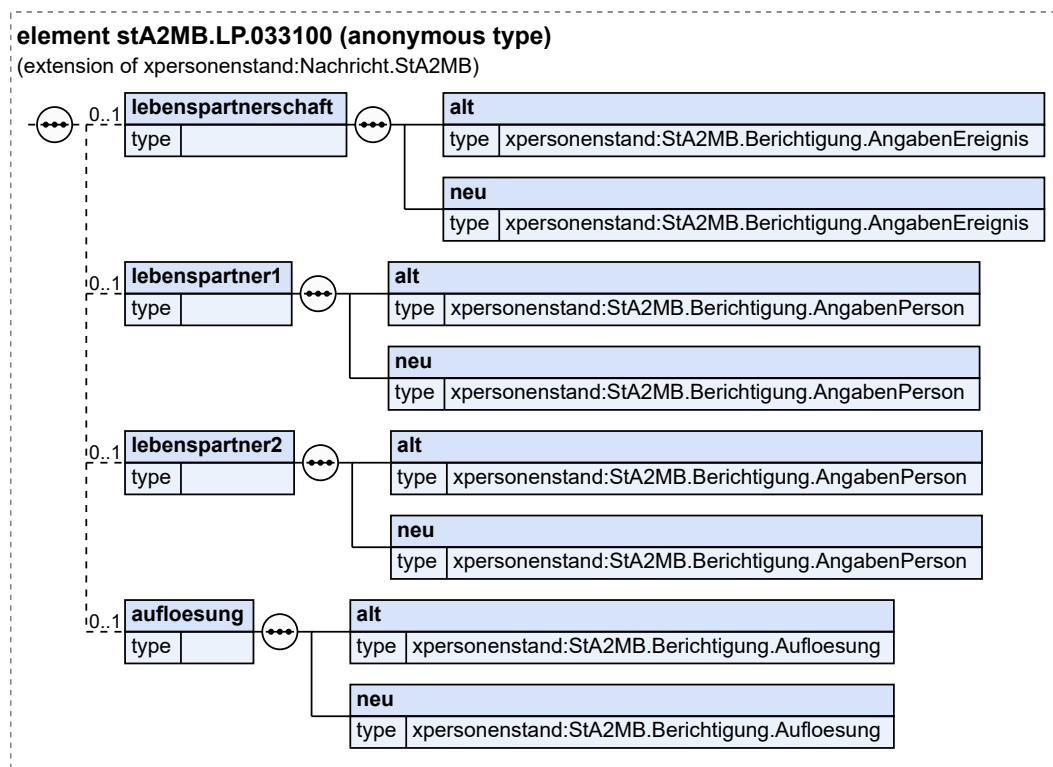 element stA2MB.LP.033100 (anonymous type)
(extension of xpersonenstand:Nachricht.StA2MB)
0..1 lebenspartnerschaft
type
alt
type xpersonenstand:StA2MB.Berichtigung.AngabenEreignis
neu
type xpersonenstand:StA2MB.Berichtigung.AngabenEreignis
0..1 lebenspartner1
type
alt
type xpersonenstand:StA2MB.Berichtigung.AngabenPerson
neu
type xpersonenstand:StA2MB.Berichtigung.AngabenPerson
0..1 lebenspartner2
type
alt
type xpersonenstand:StA2MB.Berichtigung.AngabenPerson
neu
type xpersonenstand:StA2MB.Berichtigung.AngabenPerson
0..1 aufloesung
type
alt
type xpersonenstand:StA2MB.Berichtigung.Aufloesung
neu
type xpersonenstand:StA2MB.Berichtigung.Aufloesung